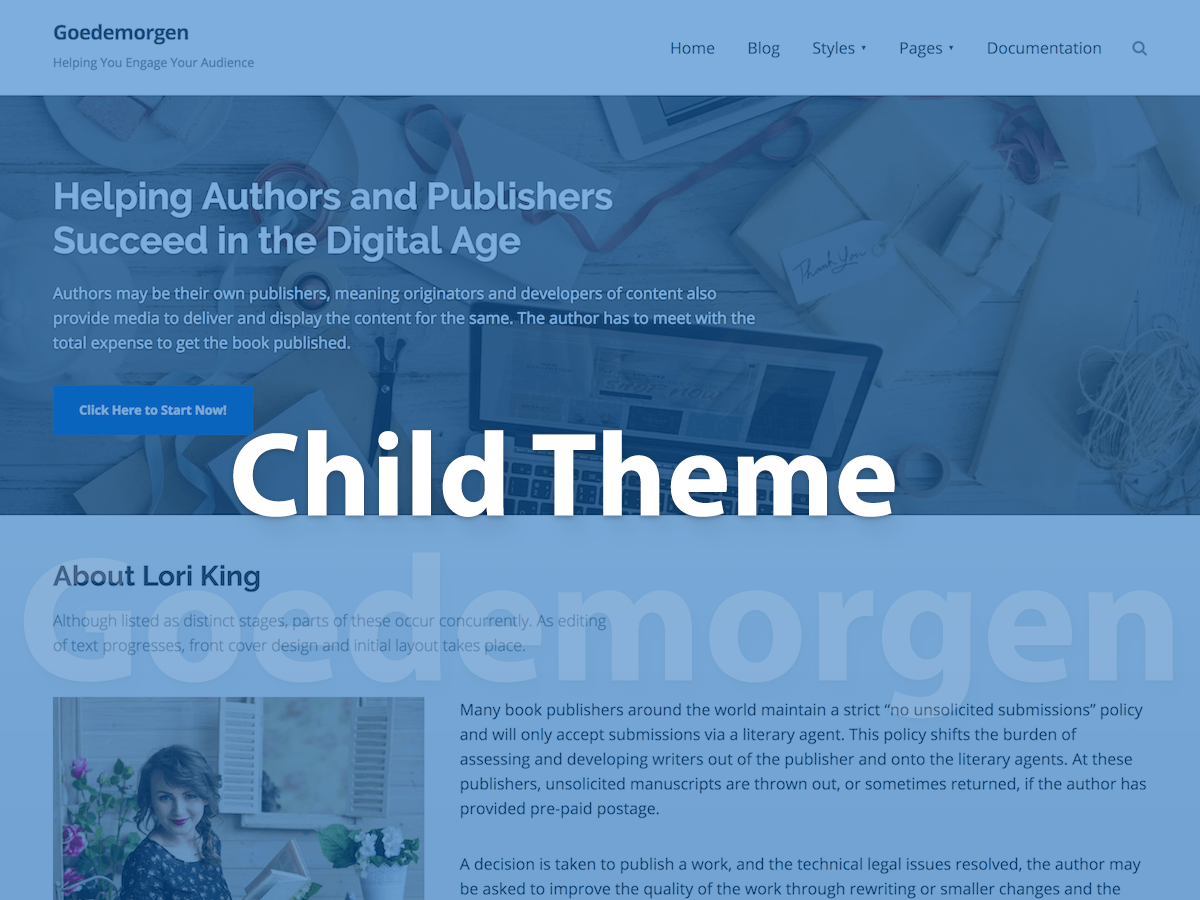 Goedemorgen
Helping You Engage Your Audience
Home Blog Styles Pages Documentation
Helping Authors and Publishers
Succeed in the Digital Age
Thank You
Authors may be their own publishers, meaning originators and developers of content also
provide media to deliver and display the content for the same. The author has to meet with the
total expense to get the book published.
Click Here to Start Now!
Child Theme
Goedemorgen
About Lori King
Although listed as distinct stages, parts of these occur concurrently. As editing
of text progresses, front cover design and initial layout takes place.
Many book publishers around the world maintain a strict “no unsolicited submissions” policy
and will only accept submissions via a literary agent. This policy shifts the burden of
assessing and developing writers out of the publisher and onto the literary agents. At these
publishers, unsolicited manuscripts are thrown out, or sometimes returned, if the author has
provided pre-paid postage.
A decision is taken to publish a work, and the technical legal issues resolved, the author may
be asked to improve the quality of the work through rewriting or smaller changes and the